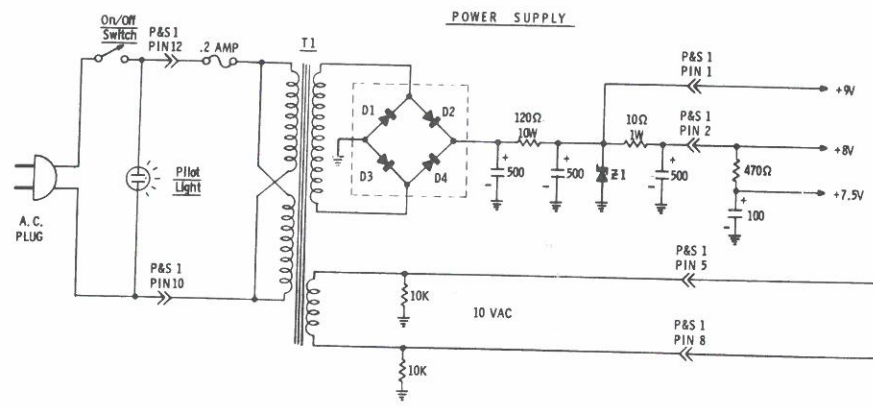 POWER SUPPLY
On/Off
Switch
P&S 1
PIN 12
.2 AMP
T1
P&S 1
PIN 1
+9V
D1
D2
120Ω
10W
10Ω
1W
P&S 1
PIN 2
+8V
D3
D4
+
500
-
+
500
-
Z1
+
500
-
470Ω
+7.5V
+
100
-
Pilot
Light
A.C.
PLUG
P&S 1
PIN 10
P&S 1
PIN 5
10K
10 VAC
P&S 1
PIN 8
10K